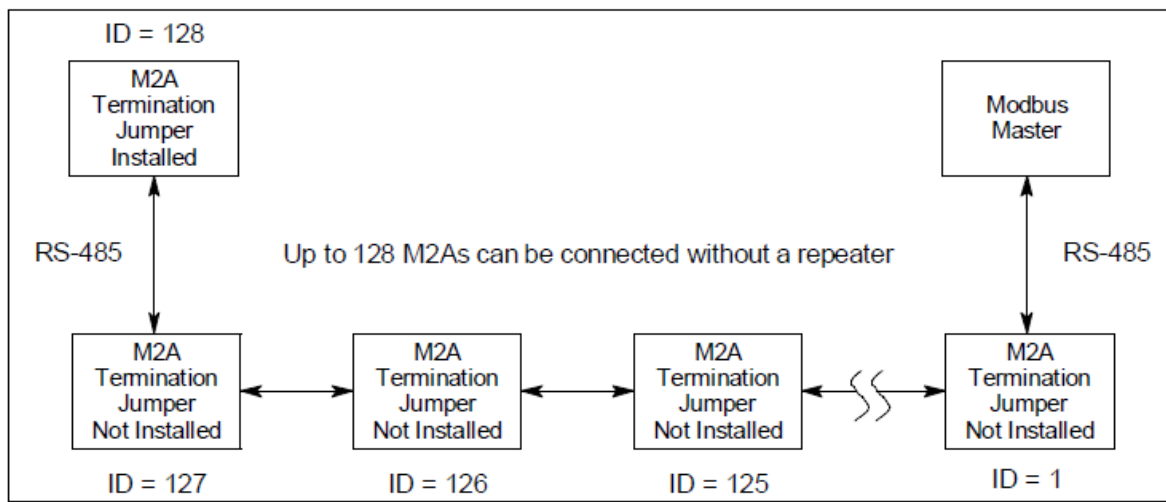 ID = 128
M2A
Termination
Jumper
Installed
Modbus
Master
RS-485
Up to 128 M2As can be connected without a repeater
RS-485
M2A
Termination
Jumper
Not Installed
M2A
Termination
Jumper
Not Installed
M2A
Termination
Jumper
Not Installed
M2A
Termination
Jumper
Not Installed
ID = 127
ID = 126
ID = 125
ID = 1